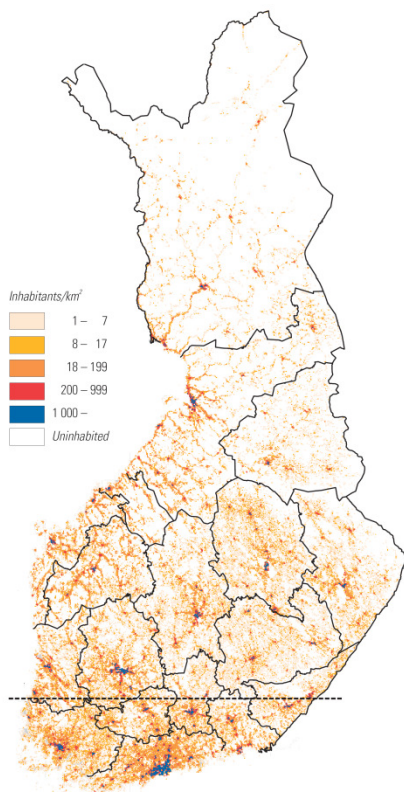 Inhabitants/km²
1 – 7
8 – 17
18 – 199
200 – 999
1 000 –
Uninhabited